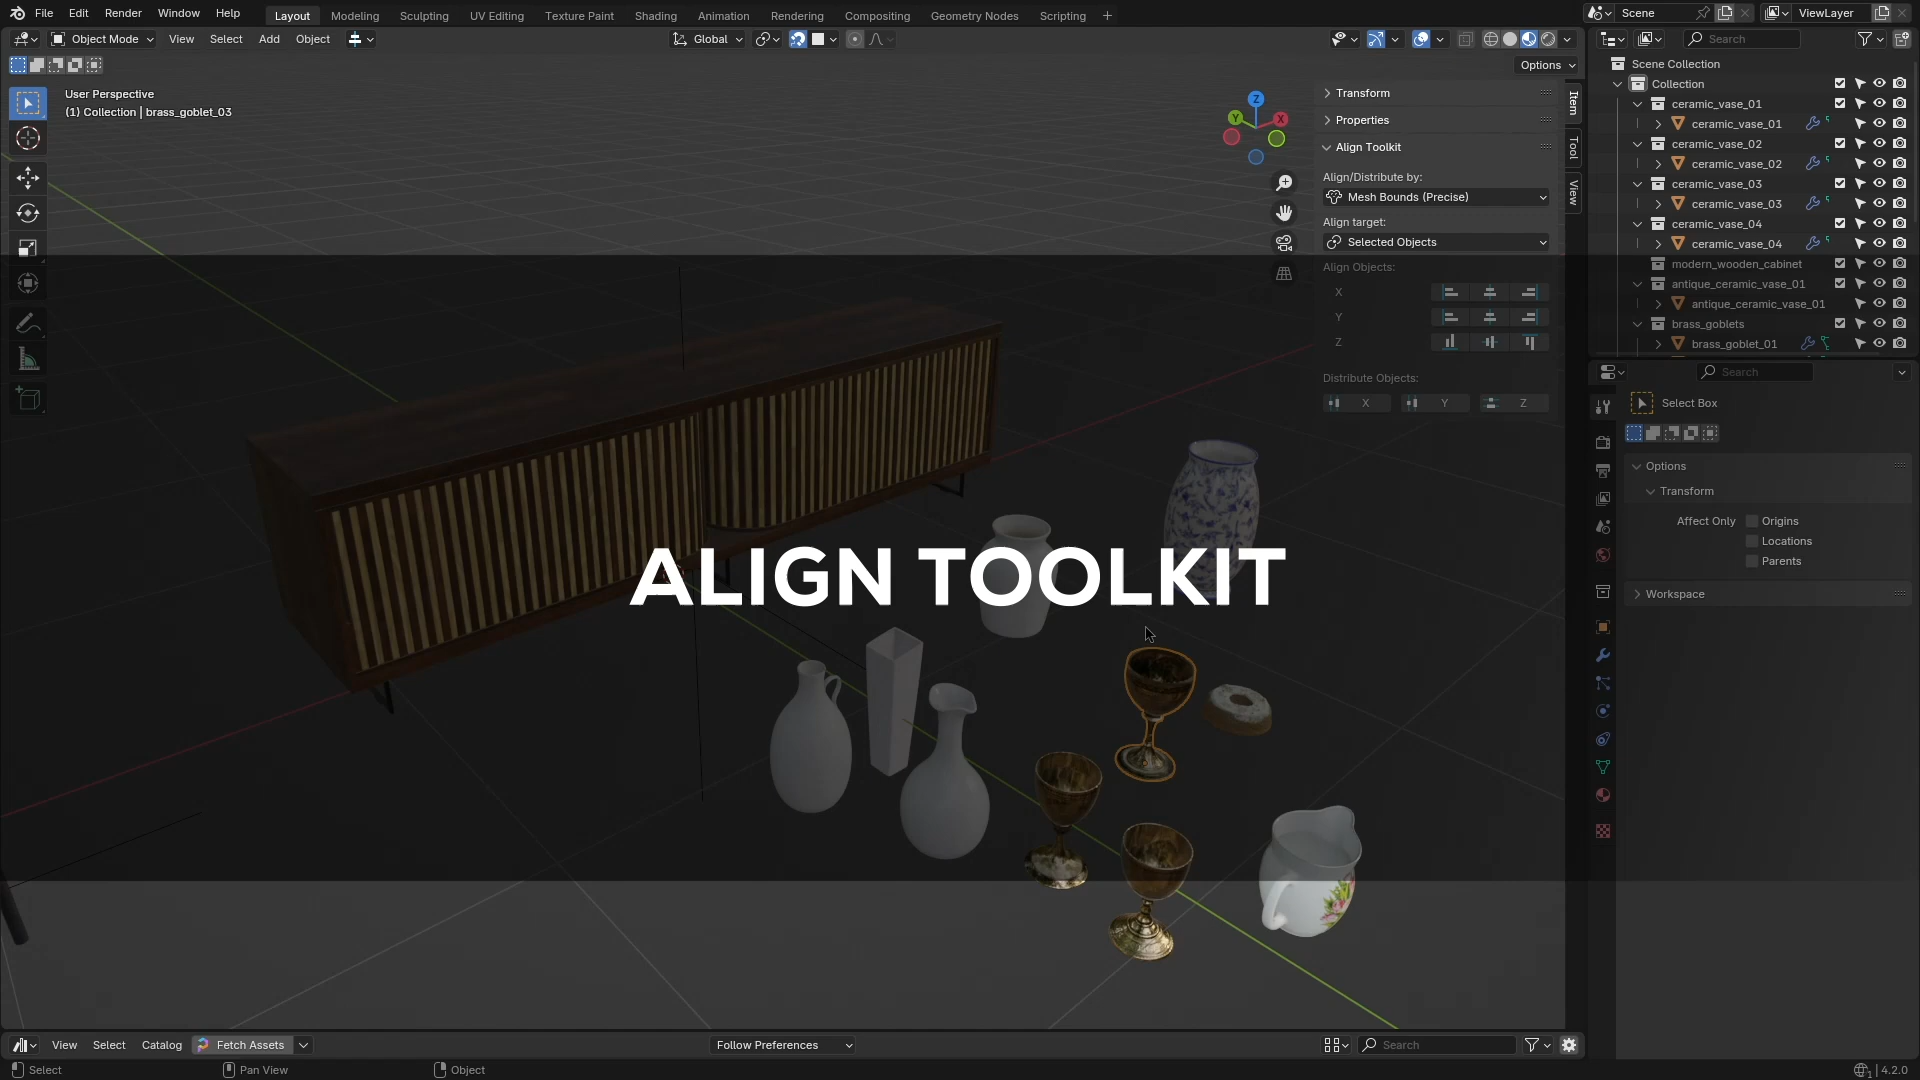 File Edit Render Window Help Layout Modeling Sculpting UV Editing Texture Paint Shading Animation Rendering Compositing Geometry Nodes Scripting + Scene ViewLayer
Object Mode View Select Add Object Global Search
Options
User Perspective
(1) Collection | brass_goblet_03
Z
Y
X
Transform
Properties
Align Toolkit
Align/Distribute by:
Mesh Bounds (Precise)
Align target:
Selected Objects
Align Objects:
X
Y
Z
Distribute Objects:
X Y Z
Item
Tool
View
Scene Collection
Collection
ceramic_vase_01
ceramic_vase_01
ceramic_vase_02
ceramic_vase_02
ceramic_vase_03
ceramic_vase_03
ceramic_vase_04
ceramic_vase_04
modern_wooden_cabinet
antique_ceramic_vase_01
antique_ceramic_vase_01
brass_goblets
brass_goblet_01
Search
Select Box
Options
Transform
Affect Only Origins
Locations
Parents
Workspace
ALIGN TOOLKIT
View Select Catalog Fetch Assets Follow Preferences Search
Select Pan View Object 1 | 4.2.0